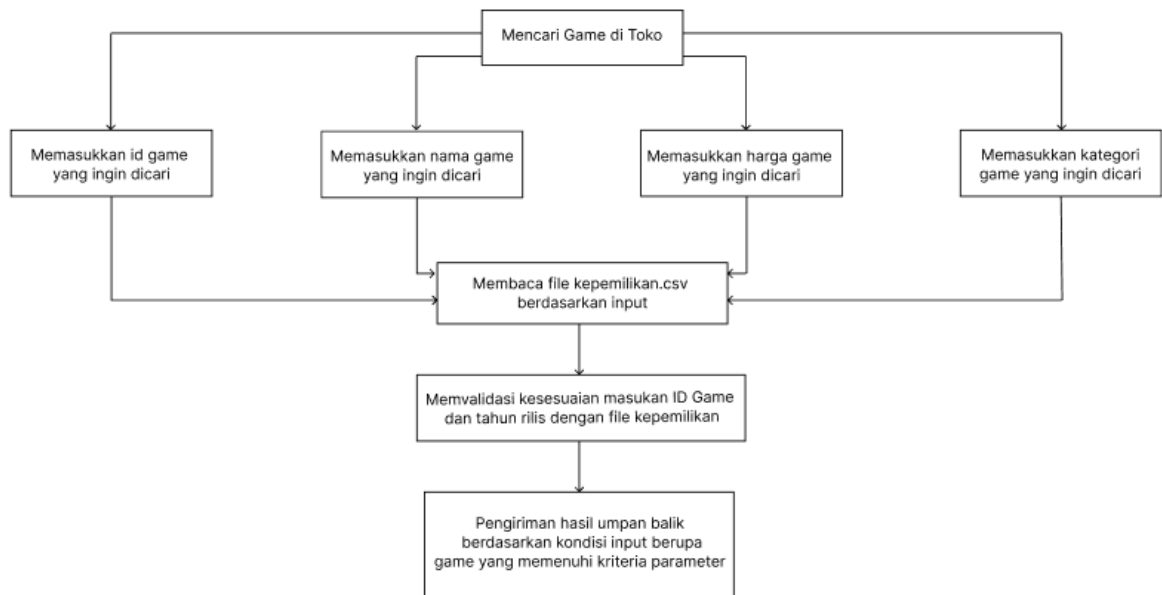 Mencari Game di Toko
Memasukkan id game
yang ingin dicari
Memasukkan nama game
yang ingin dicari
Memasukkan harga game
yang ingin dicari
Memasukkan kategori
game yang ingin dicari
Membaca file kepemilikan.csv
berdasarkan input
Memvalidasi kesesuaian masukan ID Game
dan tahun rilis dengan file kepemilikan
Pengiriman hasil umpan balik
berdasarkan kondisi input berupa
game yang memenuhi kriteria parameter